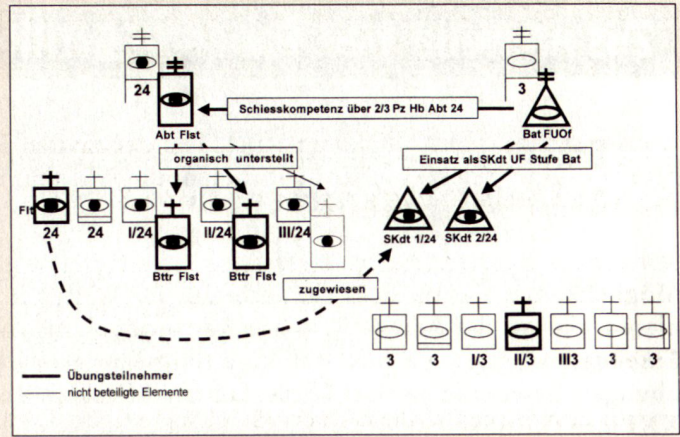 24
3
Schiesskompetenz über 2/3 Pz Hb Abt 24
Abt Flst
Bat FUOf
organisch unterstellt
Einsatz alsSKdt UF Stufe Bat
Flt
24
24
I/24
II/24
III/24
SKdt 1/24
SKdt 2/24
Bttr Flst
Bttr Flst
zugewiesen
3
3
I/3
II/3
III3
3
3
Übungsteilnehmer
nicht beteiligte Elemente